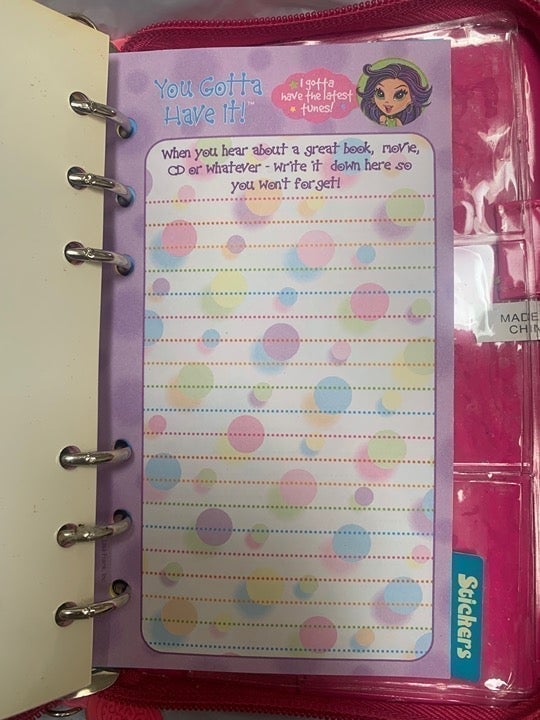 You Gotta
Have it!™
I gotta
have the latest
tunes!
When you hear about a great book, movie,
CD or whatever - write it down here so
you won't forget!
MADE
CHIN
Stickers